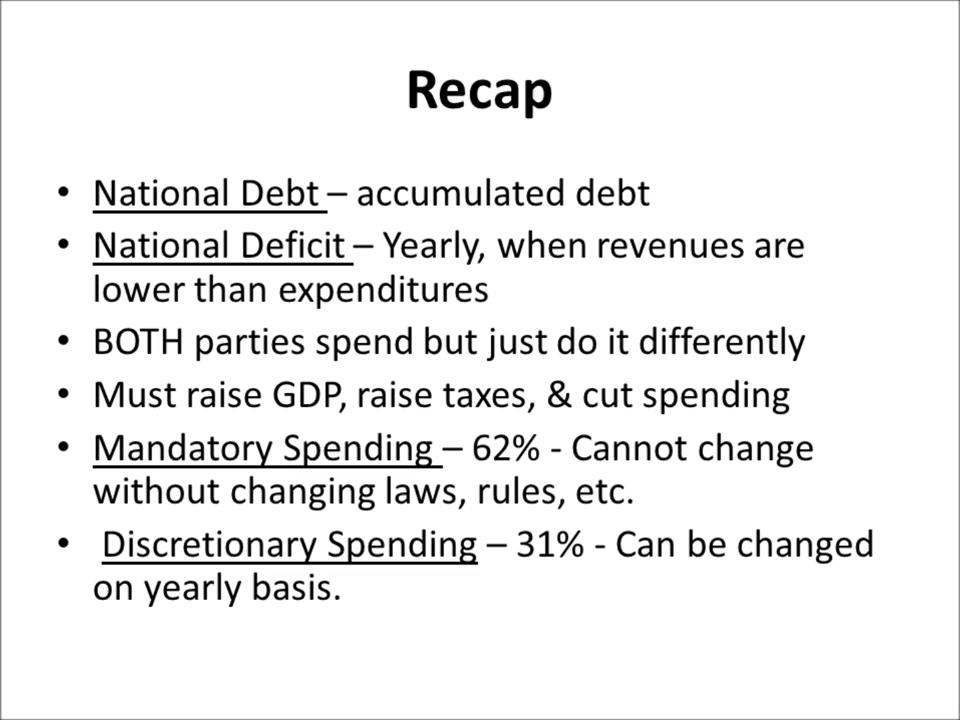 Recap
• National Debt – accumulated debt
• National Deficit – Yearly, when revenues are
lower than expenditures
• BOTH parties spend but just do it differently
• Must raise GDP, raise taxes, & cut spending
• Mandatory Spending – 62% - Cannot change
without changing laws, rules, etc.
• Discretionary Spending – 31% - Can be changed
on yearly basis.